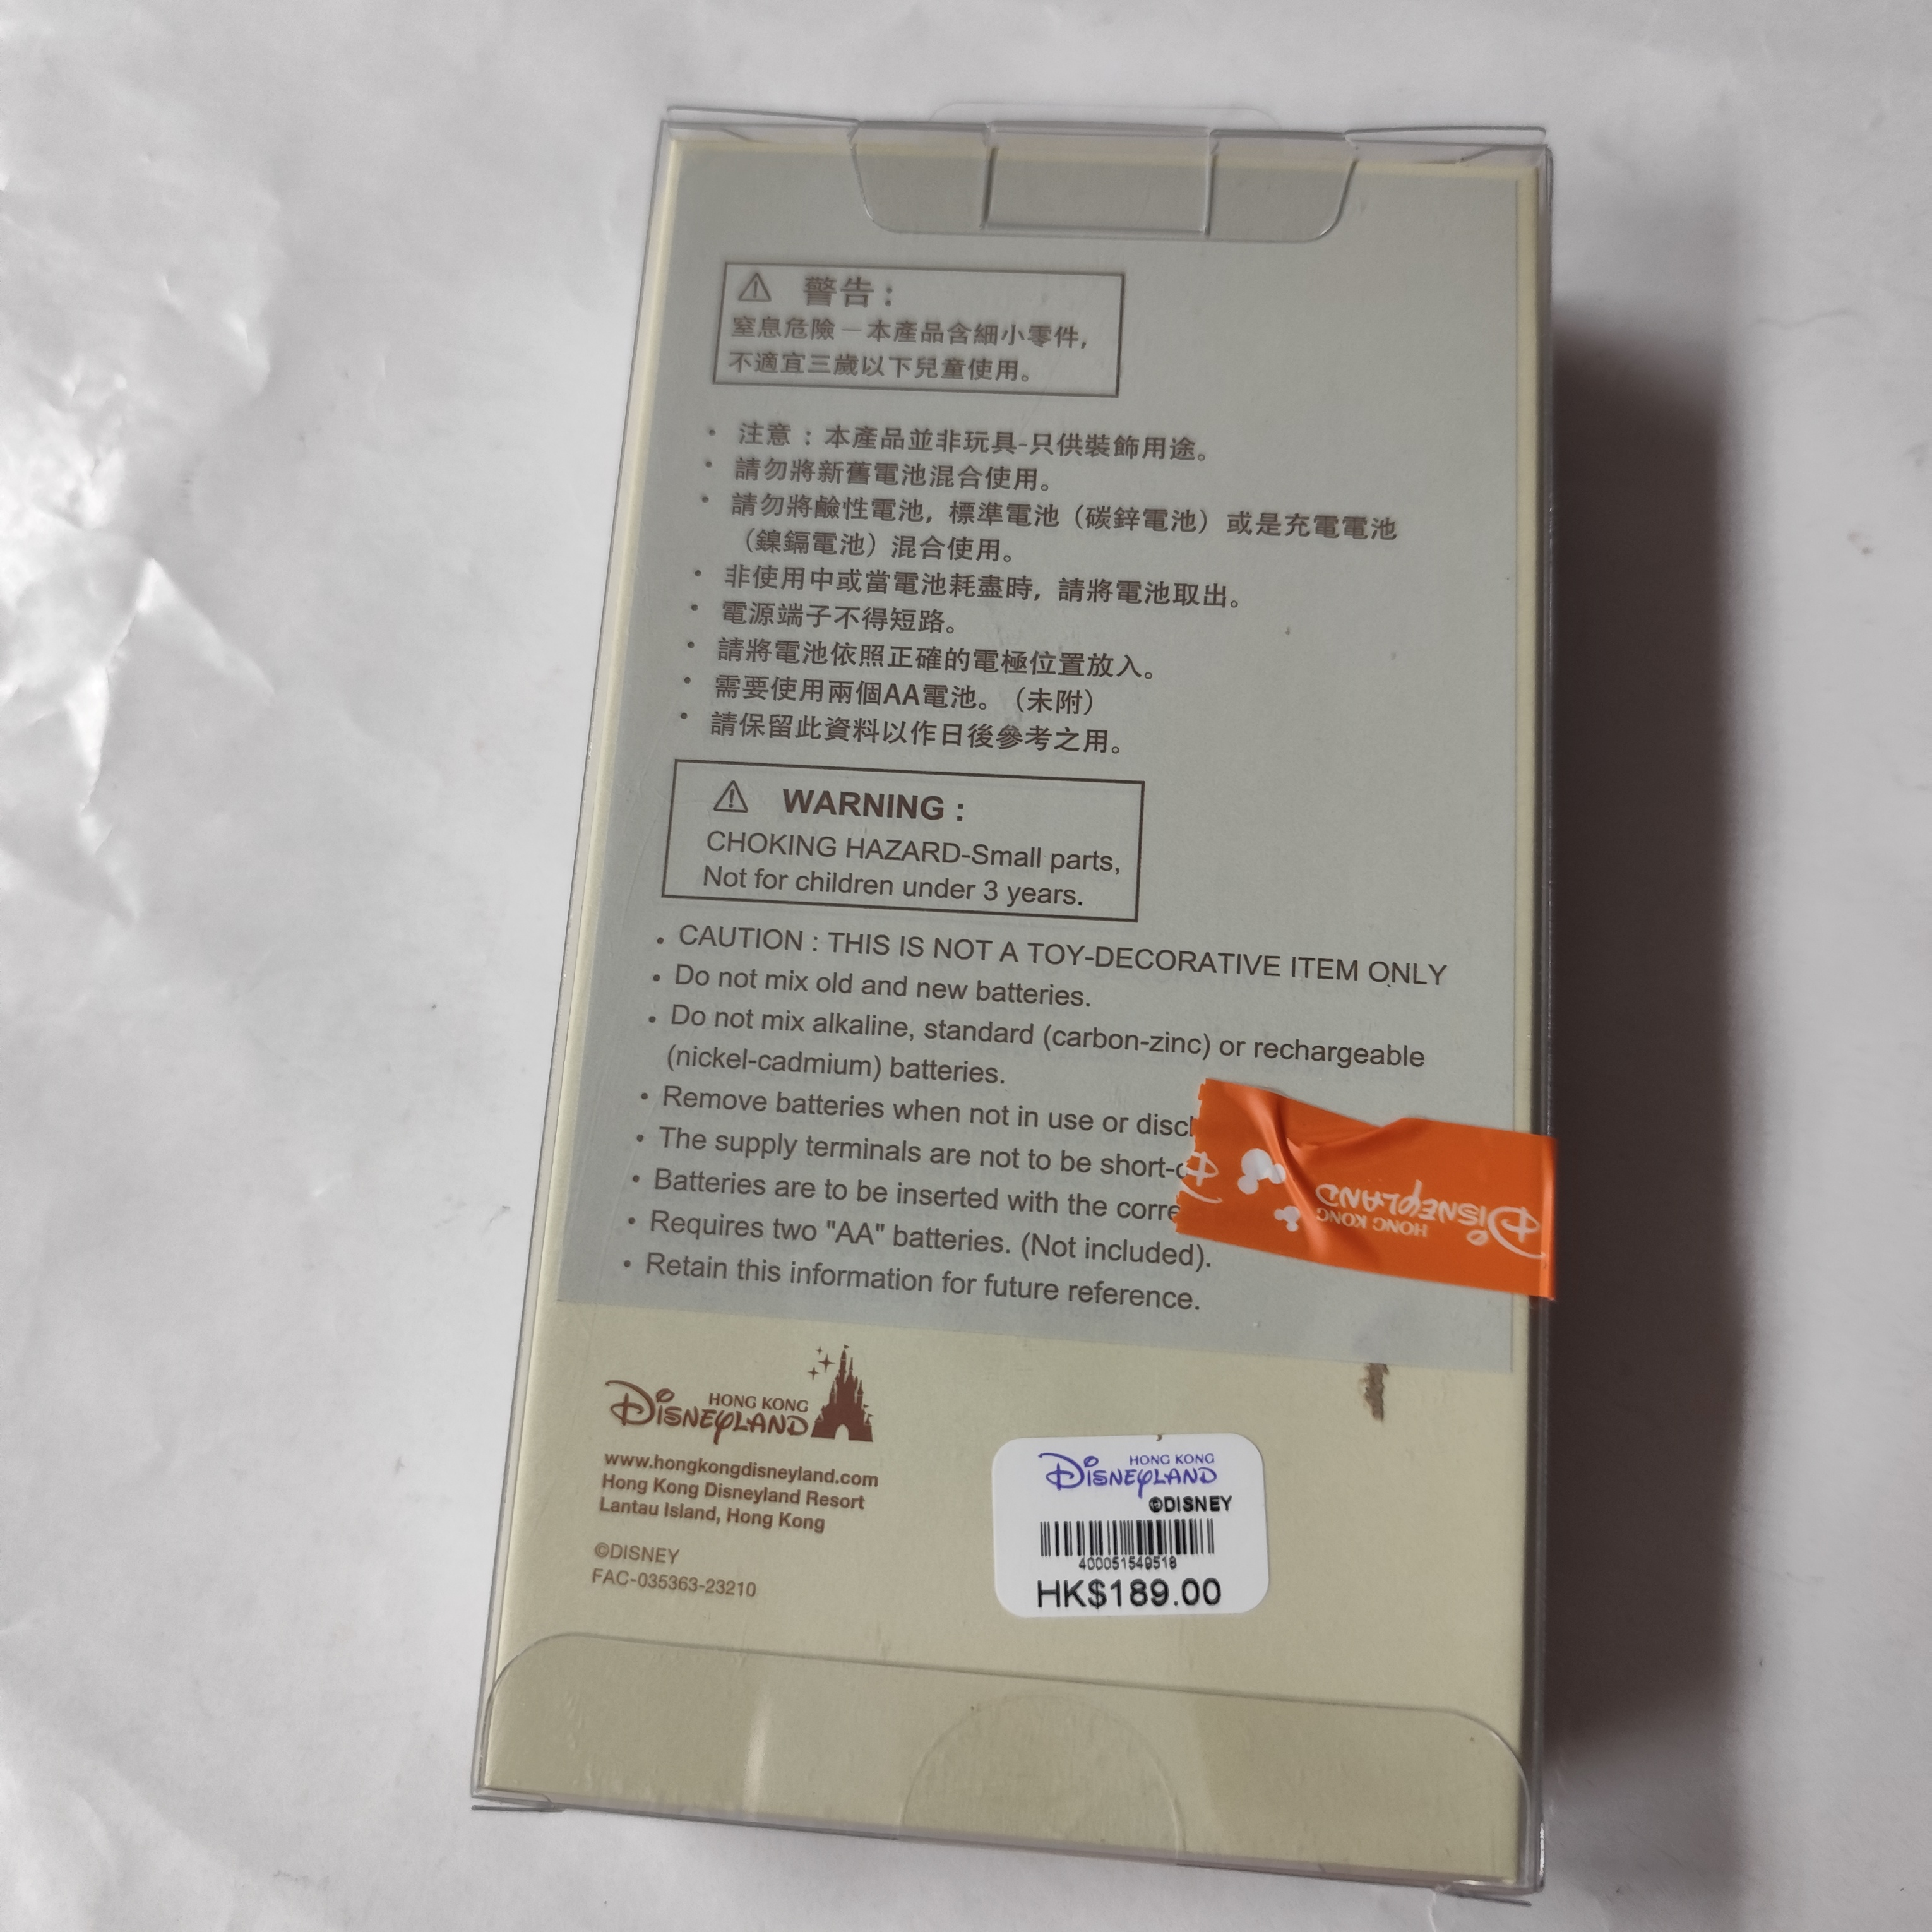 警告：
窒息危險－本產品含細小零件，
不適宜三歲以下兒童使用。
· 注意：本產品並非玩具-只供裝飾用途。
· 請勿將新舊電池混合使用。
· 請勿將鹼性電池，標準電池（碳鋅電池）或是充電電池
（鎳鎘電池）混合使用。
· 非使用中或當電池耗盡時，請將電池取出。
· 電源端子不得短路。
· 請將電池依照正確的電極位置放入。
· 需要使用兩個AA電池。（未附）
· 請保留此資料以作日後參考之用。
WARNING :
CHOKING HAZARD-Small parts,
Not for children under 3 years.
• CAUTION : THIS IS NOT A TOY-DECORATIVE ITEM ONLY
• Do not mix old and new batteries.
• Do not mix alkaline, standard (carbon-zinc) or rechargeable
(nickel-cadmium) batteries.
• Remove batteries when not in use or
• The supply terminals are not to be
• Batteries are to be inserted with the
• Requires two "AA" batteries. (Not included).
• Retain this information for future reference.
HONG KONG
DISNEYLAND
HONG KONG
DISNEYLAND
www.hongkongdisneyland.com
Hong Kong Disneyland Resort
Lantau Island, Hong Kong
©DISNEY
FAC-035363-23210
HONG KONG
DISNEYLAND
©DISNEY
400051549518
HK$189.00